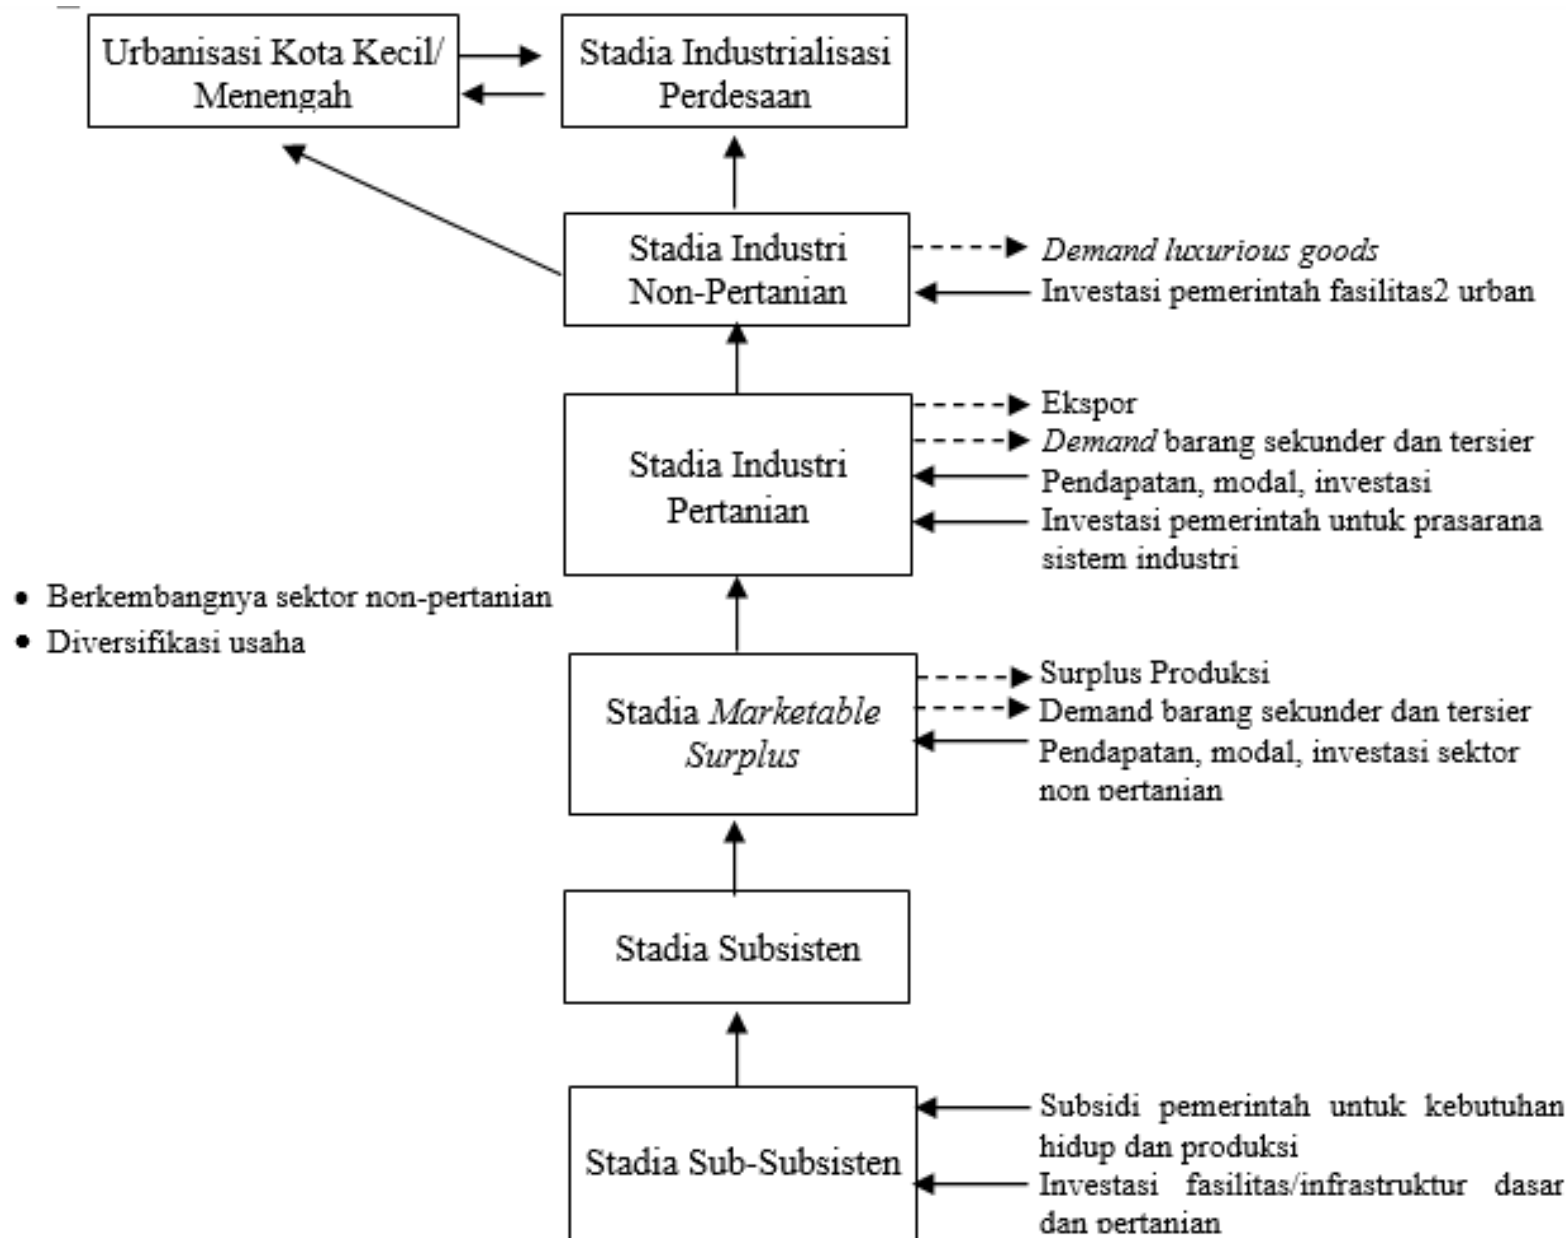 Urbanisasi Kota Kecil/
Menengah
Stadia Industrialisasi
Perdesaan
Stadia Industri
Non-Pertanian
Demand luxurious goods
Investasi pemerintah fasilitas2 urban
Stadia Industri
Pertanian
Ekspor
Demand barang sekunder dan tersier
Pendapatan, modal, investasi
Investasi pemerintah untuk prasarana
sistem industri
• Berkembangnya sektor non-pertanian
• Diversifikasi usaha
Stadia Marketable
Surplus
Surplus Produksi
Demand barang sekunder dan tersier
Pendapatan, modal, investasi sektor
non pertanian
Stadia Subsisten
Stadia Sub-Subsisten
Subsidi pemerintah untuk kebutuhan
hidup dan produksi
Investasi fasilitas/infrastruktur dasar
dan pertanian